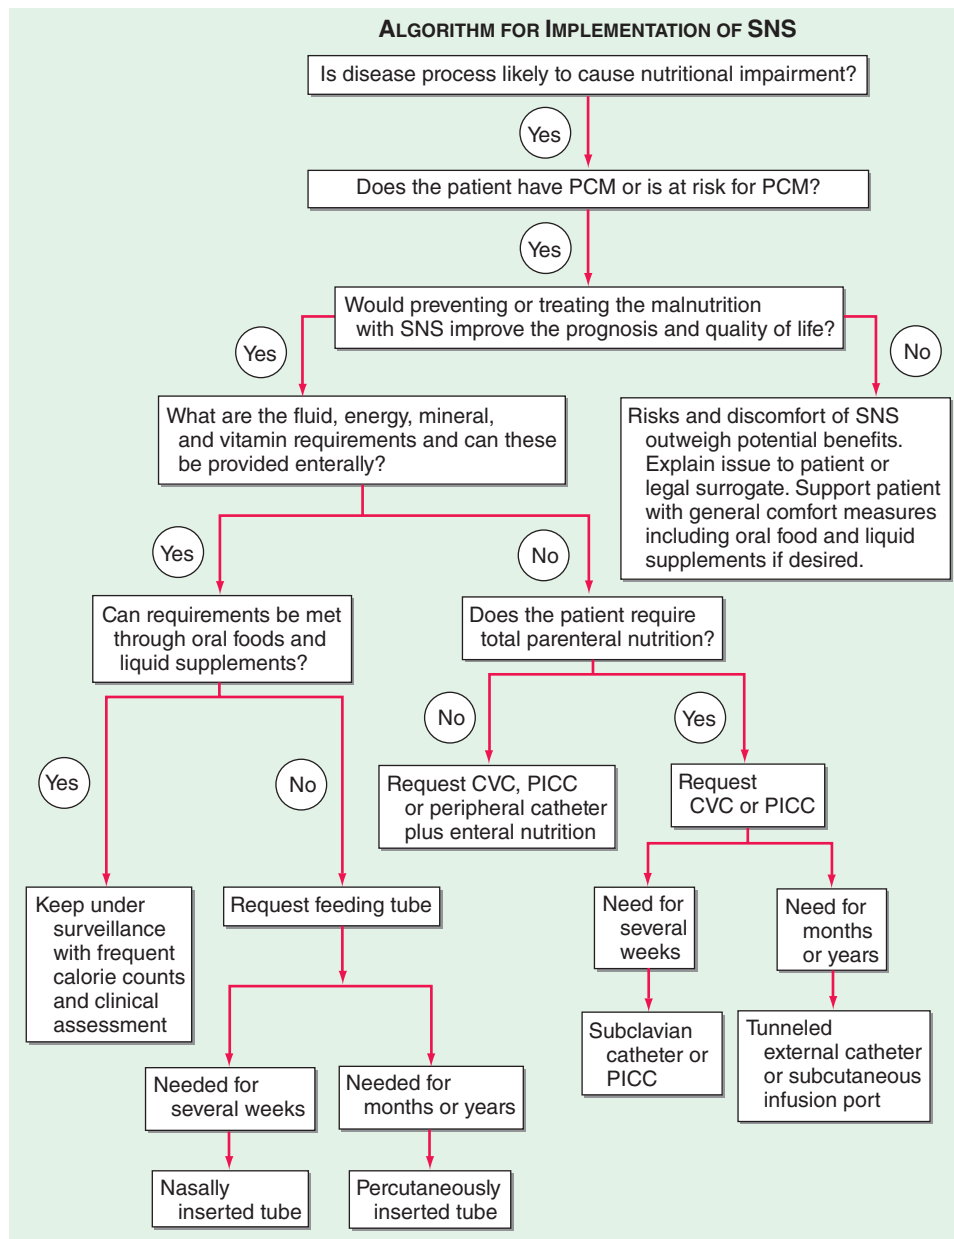 ALGORITHM FOR IMPLEMENTATION OF SNS
Is disease process likely to cause nutritional impairment?
Yes
Does the patient have PCM or is at risk for PCM?
Yes
Would preventing or treating the malnutrition
with SNS improve the prognosis and quality of life?
Yes
No
What are the fluid, energy, mineral,
and vitamin requirements and can these
be provided enterally?
Risks and discomfort of SNS
outweigh potential benefits.
Explain issue to patient or
legal surrogate. Support patient
with general comfort measures
including oral food and liquid
supplements if desired.
Yes
No
Can requirements be met
through oral foods and
liquid supplements?
Does the patient require
total parenteral nutrition?
No
Yes
Yes
No
Request CVC, PICC
or peripheral catheter
plus enteral nutrition
Request
CVC or PICC
Keep under
surveillance
with frequent
calorie counts
and clinical
assessment
Request feeding tube
Need for
several
weeks
Need for
months
or years
Subclavian
catheter or
PICC
Tunneled
external catheter
or subcutaneous
infusion port
Needed for
several weeks
Needed for
months or years
Nasally
inserted tube
Percutaneously
inserted tube